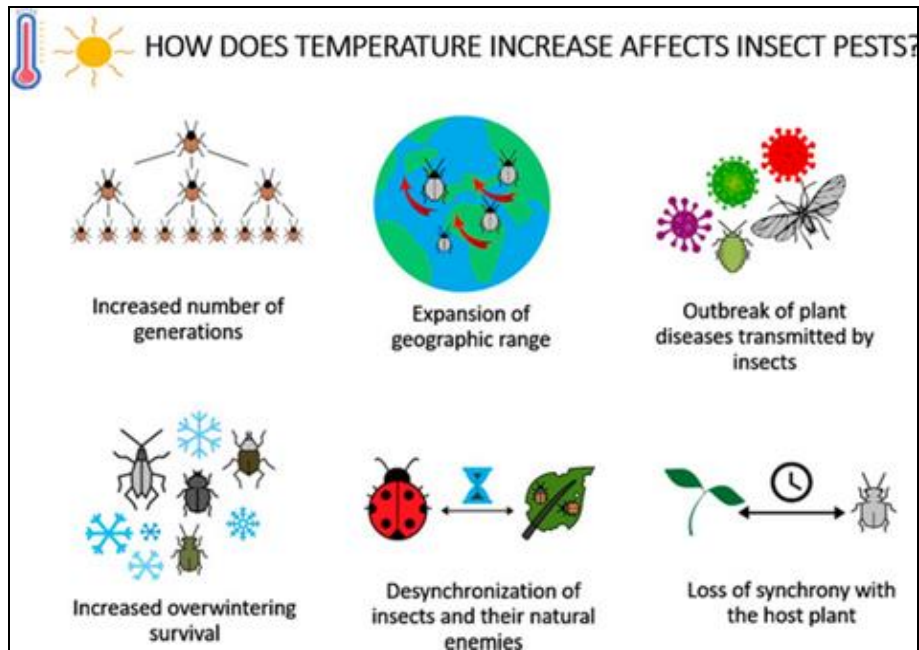 HOW DOES TEMPERATURE INCREASE AFFECTS INSECT PESTS?
Increased number of
generations
Expansion of
geographic range
Outbreak of plant
diseases transmitted by
insects
Increased overwintering
survival
Desynchronization of
insects and their natural
enemies
Loss of synchrony with
the host plant